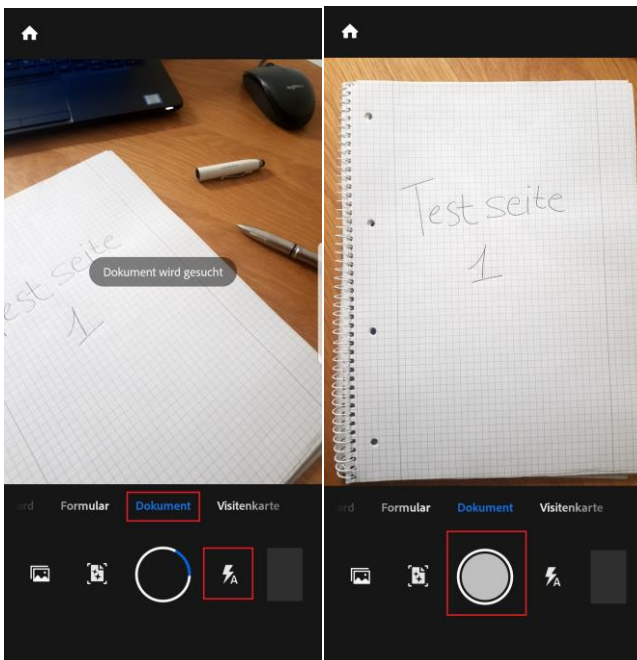 Test seite
1
Dokument wird gesucht
Formular Dokument Visitenkarte
A
Test seite
1
Formular Dokument Visitenkarte
A